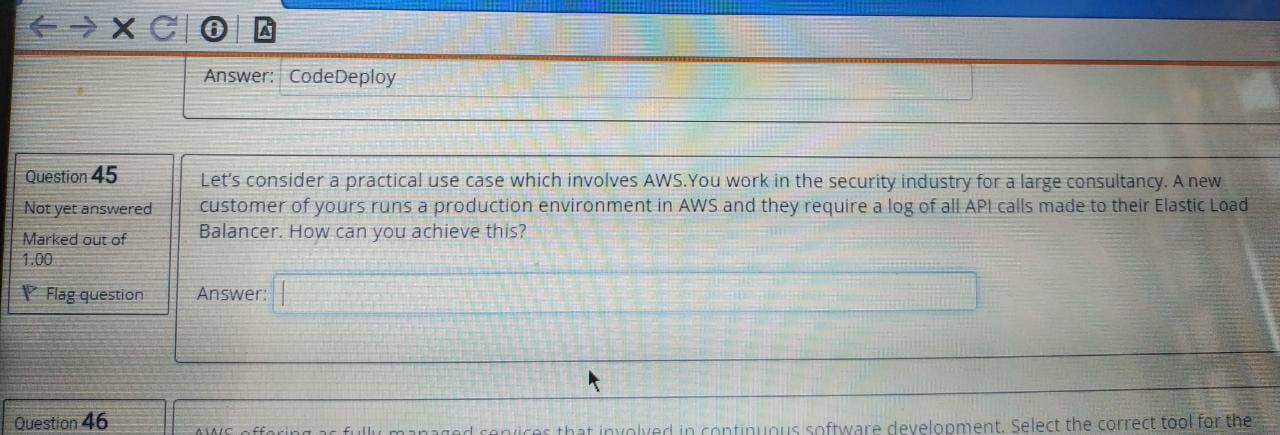 Answer: CodeDeploy
Question 45
Not yet answered
Marked out of
1.00
Flag question
Let's consider a practical use case which involves AWS.You work in the security industry for a large consultancy. A new
customer of yours runs a production environment in AWS and they require a log of all API calls made to their Elastic Load
Balancer. How can you achieve this?
Answer:
Question 46
AWS offering as fully managed services that involved in continuous software development. Select the correct tool for the